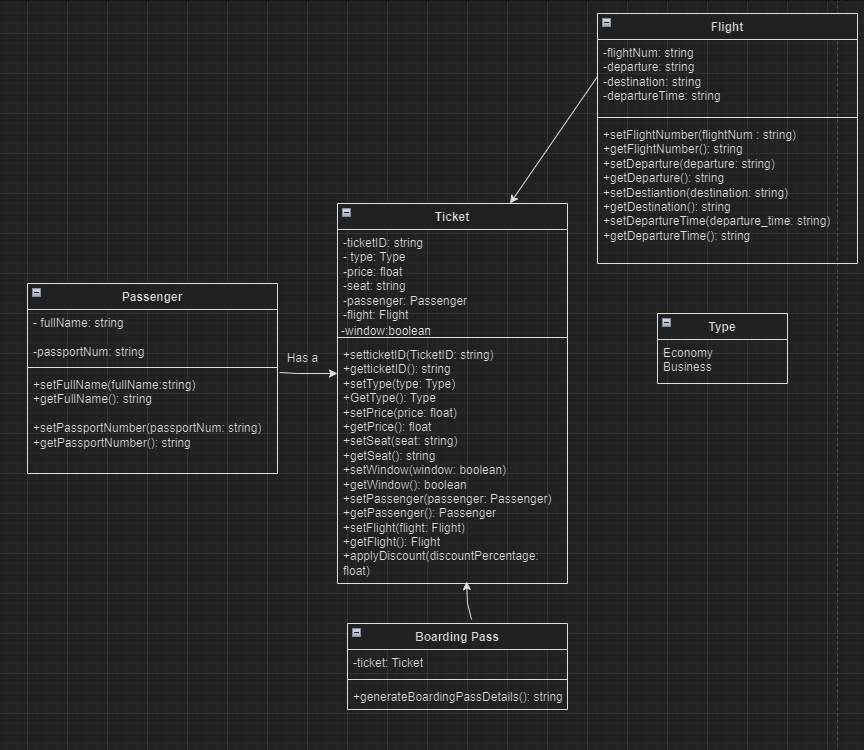 Flight
-flightNum: string
-departure: string
-destination: string
-departureTime: string
+setFlightNumber(flightNum : string)
+getFlightNumber(): string
+setDeparture(departure: string)
+getDeparture(): string
+setDestiantion(destination: string)
+getDestination(): string
+setDepartureTime(departure_time: string)
+getDepartureTime(): string
Ticket
-ticketID: string
- type: Type
-price: float
-seat: string
-passenger: Passenger
-flight: Flight
-window:boolean
+setticketID(TicketID: string)
+getticketID(): string
+setType(type: Type)
+GetType(): Type
+setPrice(price: float)
+getPrice(): float
+setSeat(seat: string)
+getSeat(): string
+setWindow(window: boolean)
+getWindow(): boolean
+setPassenger(passenger: Passenger)
+getPassenger(): Passenger
+setFlight(flight: Flight)
+getFlight(): Flight
+applyDiscount(discountPercentage:
float)
Passenger
- fullName: string
-passportNum: string
+setFullName(fullName:string)
+getFullName(): string
+setPassportNumber(passportNum: string)
+getPassportNumber(): string
Has a
Type
Economy
Business
Boarding Pass
-ticket: Ticket
+generateBoardingPassDetails(): string